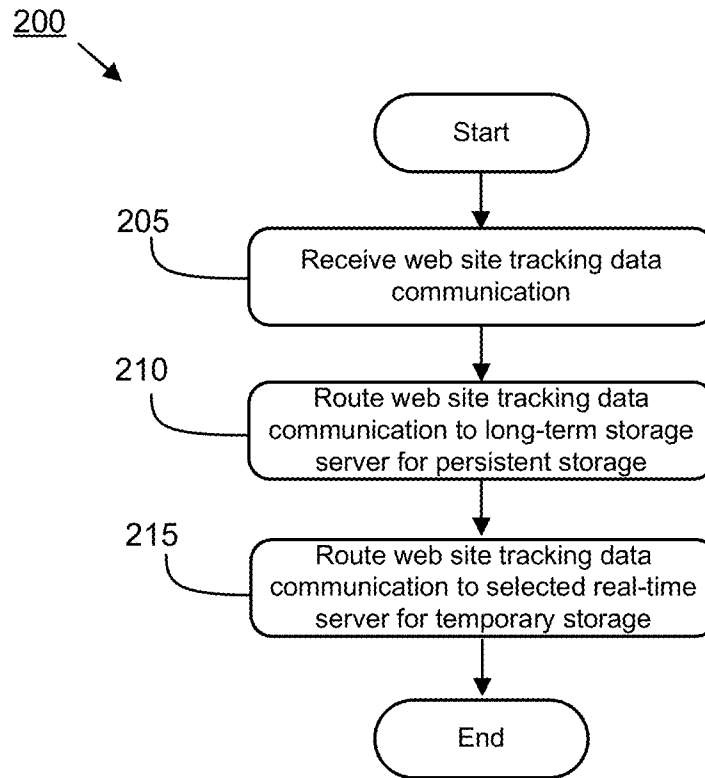 200
Start
205
Receive web site tracking data
communication
210
Route web site tracking data
communication to long-term storage
server for persistent storage
215
Route web site tracking data
communication to selected real-time
server for temporary storage
End